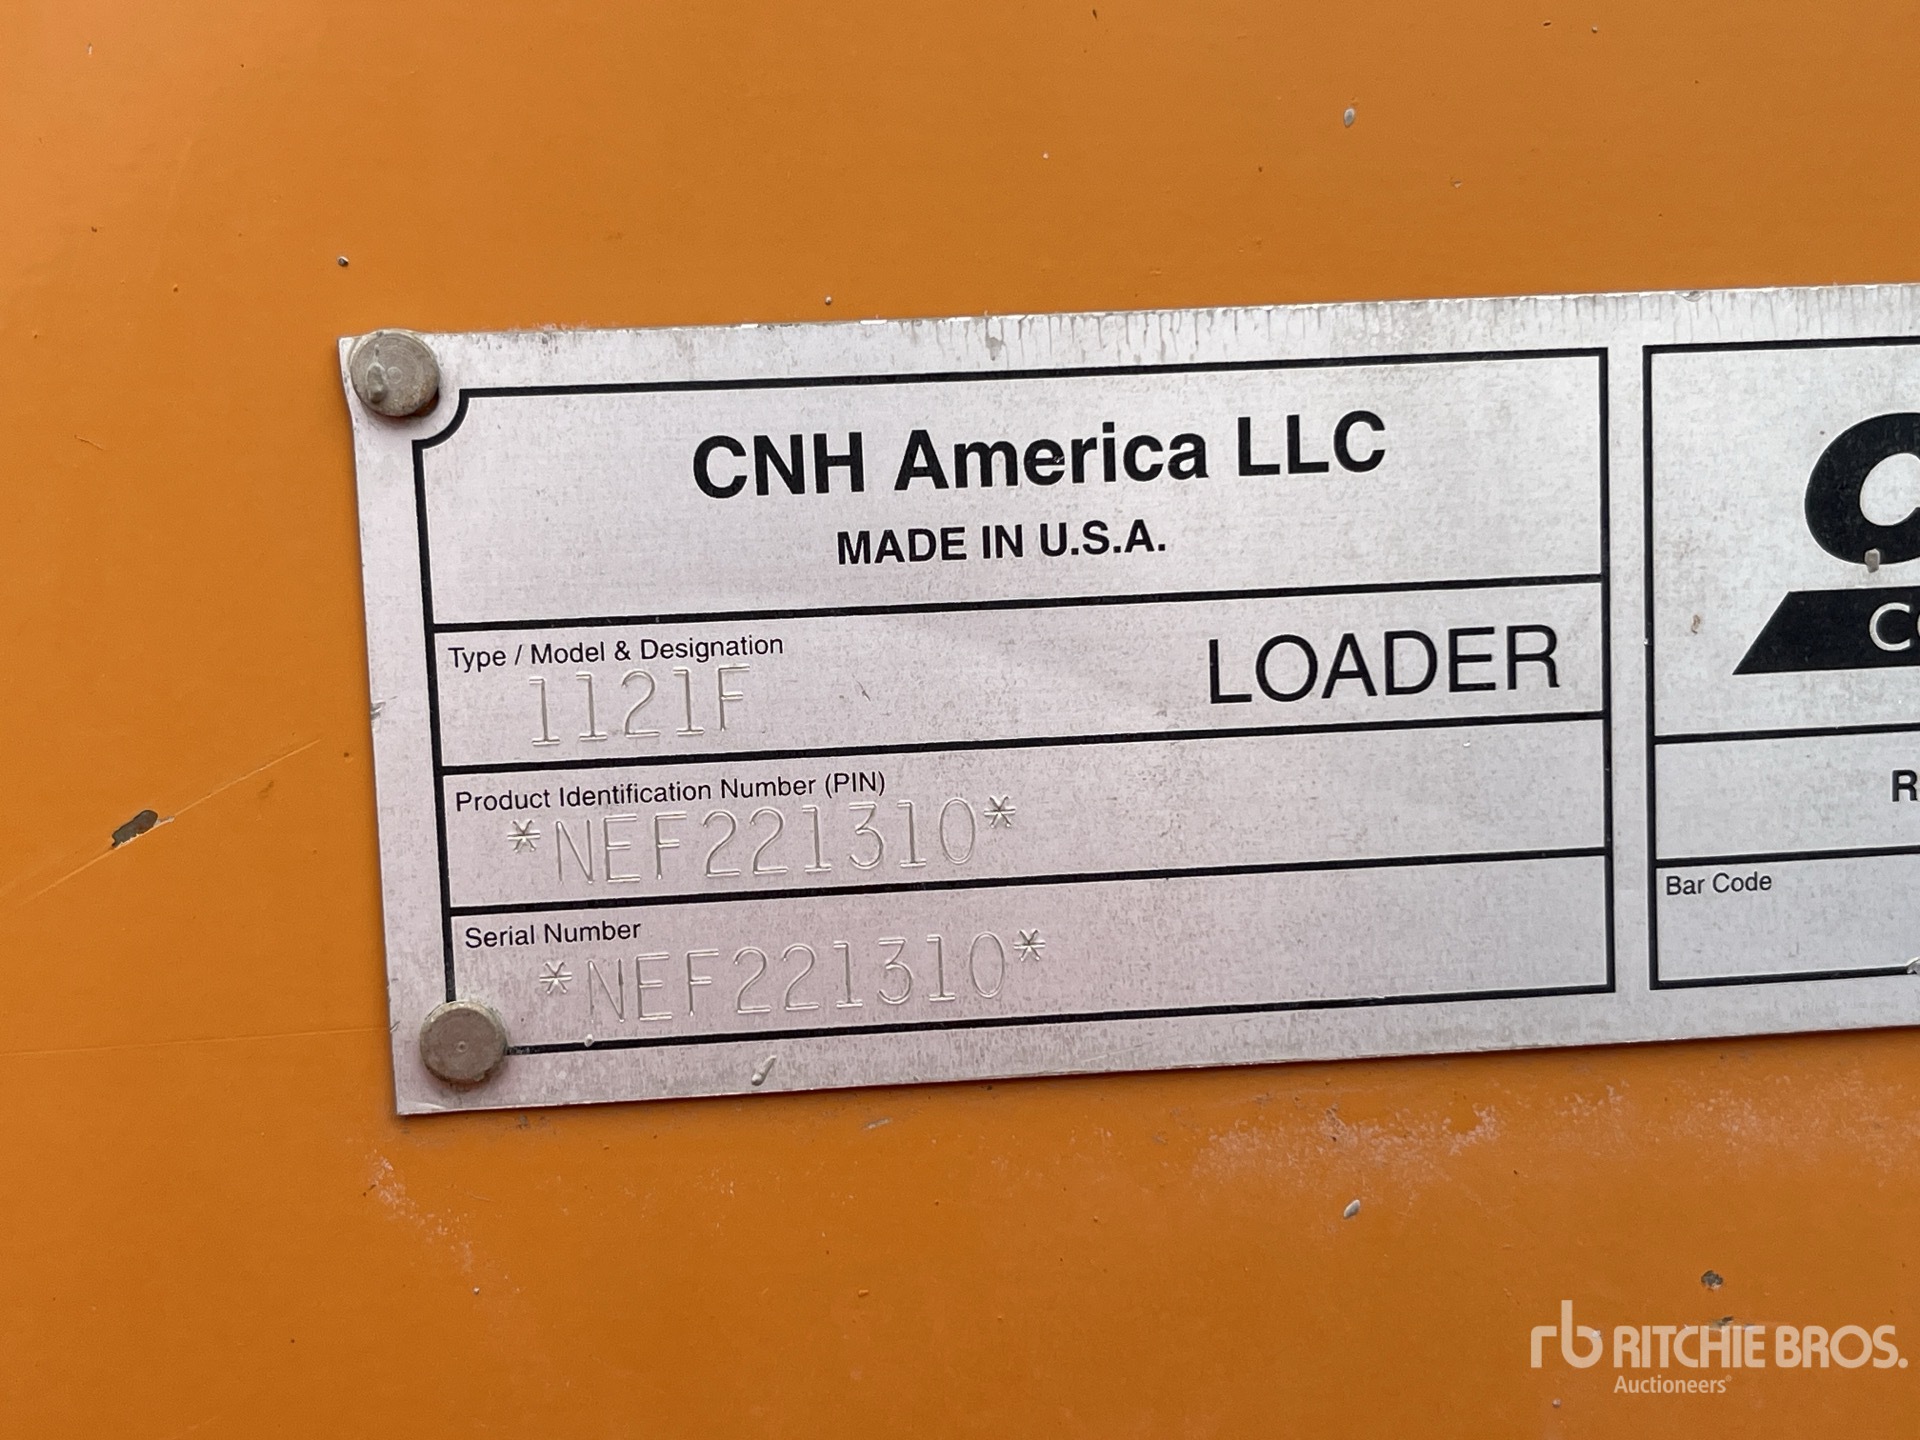 CNH America LLC
MADE IN U.S.A.
Type / Model & Designation
1121F
LOADER
Product Identification Number (PIN)
*NEF221310*
Serial Number
*NEF221310*
C
R
Bar Code
rb RITCHIE BROS.
Auctioneers